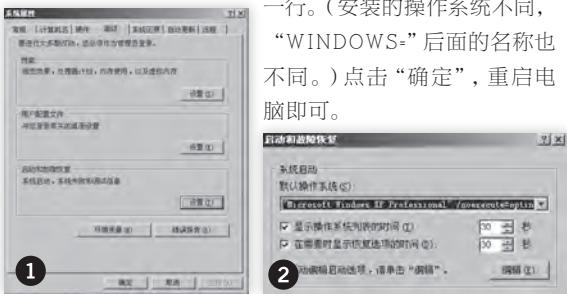 系统属性
常规 计算机名 硬件 高级 系统还原 自动更新 远程
要进行大多数改动，您必须作为管理员登录。
性能
视觉效果，处理器计划，内存使用，以及虚拟内存
设置(S)
用户配置文件
与您登录有关的桌面设置
设置(E)
启动和故障恢复
系统启动，系统失败和调试信息
设置(T)
环境变量(N) 错误报告(R)
确定 取消
1
一行。（安装的操作系统不同，
“WINDOWS=”后面的名称也
不同。）点击“确定”，重启电
脑即可。
启动和故障恢复
系统启动
默认操作系统(S):
"Microsoft Windows XP Professional" /noexecute=optin
显示操作系统列表的时间(T): 30 秒
在需要时显示恢复选项的时间(D): 30 秒
动编辑启动选项，请单击“编辑”。 编辑(E)
2